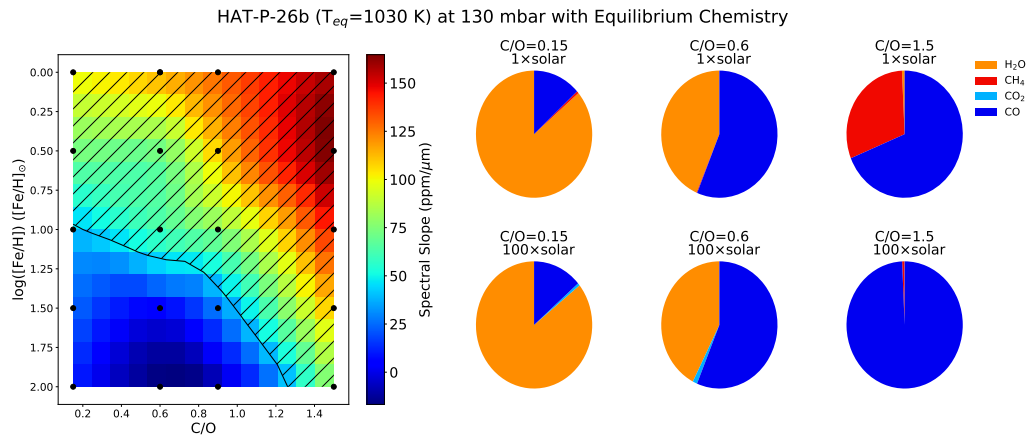 HAT-P-26b (Teq=1030 K) at 130 mbar with Equilibrium Chemistry
log([Fe/H]) ([Fe/H]☉)
0.00
0.25
0.50
0.75
1.00
1.25
1.50
1.75
2.00
0.2
0.4
0.6
0.8
1.0
1.2
1.4
C/O
150
125
100
75
50
25
0
Spectral Slope (ppm/μm)
C/O=0.15
1×solar
C/O=0.6
1×solar
C/O=1.5
1×solar
H₂O
CH₄
CO₂
CO
C/O=0.15
100×solar
C/O=0.6
100×solar
C/O=1.5
100×solar